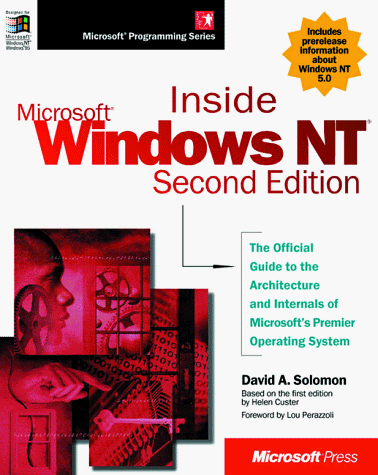 Designed for
Microsoft®
Windows NT®
Windows®95
Microsoft® Programming Series
Includes
prerelease
information
about
Windows NT
5.0
Inside
Microsoft®
Windows NT®
Second Edition
The Official
Guide to the
Architecture
and Internals of
Microsoft's Premier
Operating System
David A. Solomon
Based on the first edition
by Helen Custer
Foreword by Lou Perazzoli
Microsoft Press